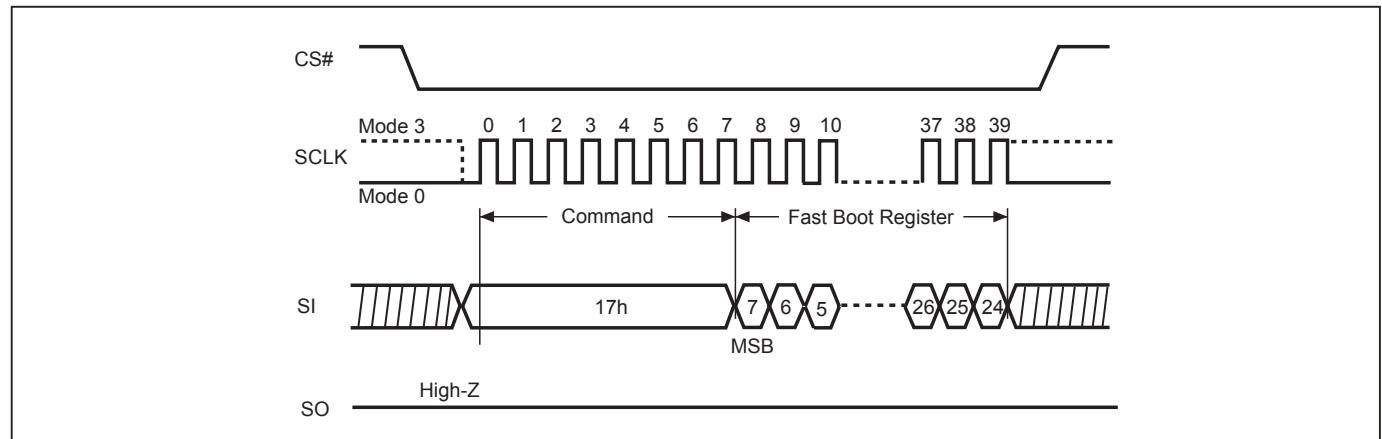 CS#
Mode 3 0 1 2 3 4 5 6 7 8 9 10 37 38 39
SCLK
Mode 0
Command Fast Boot Register
SI 17h 7 6 5 26 25 24
MSB
High-Z
SO